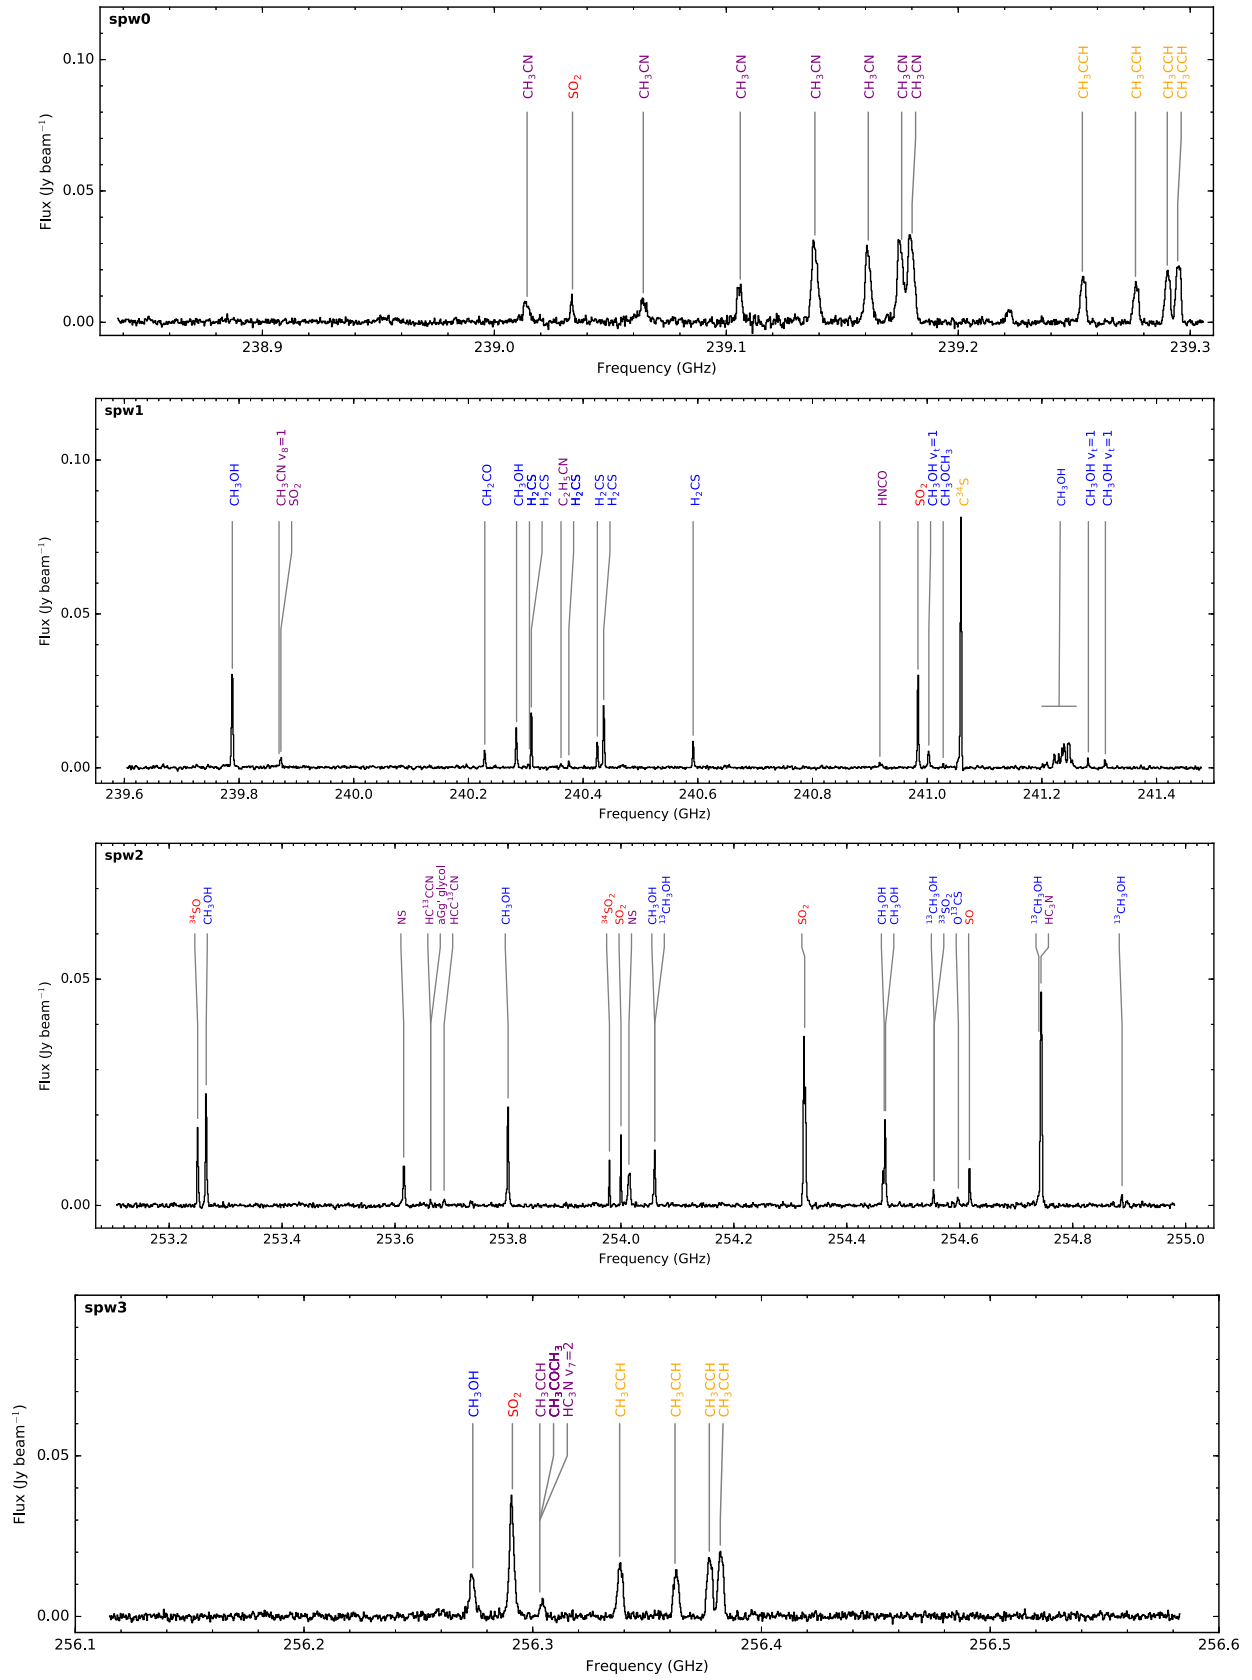 spw0
Flux (Jy beam⁻¹)
0.10
0.05
0.00
CH₃CN
SO₂
CH₃CN
CH₃CN
CH₃CN
CH₃CN
CH₃CN
CH₃CN
CH₃CCH
CH₃CCH
CH₃CCH
CH₃CCH
238.9 239.0 239.1 239.2 239.3
Frequency (GHz)
spw1
Flux (Jy beam⁻¹)
0.10
0.05
0.00
CH₃OH
CH₃CN v₈=1
SO₂
CH₂CO
CH₃OH
H₂CS
H₂CS
C₂H₅CN
H₂CS
H₂CS
H₂CS
H₂CS
HNCO
SO₂
CH₃OH vₜ=1
CH₃OCH₃
C³⁴S
CH₃OH
CH₃OH vₜ=1
CH₃OH vₜ=1
239.6 239.8 240.0 240.2 240.4 240.6 240.8 241.0 241.2 241.4
Frequency (GHz)
spw2
Flux (Jy beam⁻¹)
0.05
0.00
³⁴SO
CH₃OH
NS
HC¹³CCN
aGg' glycol
HCC¹³CN
CH₃OH
³⁴SO₂
SO₂
NS
CH₃OH
¹³CH₃OH
SO₂
CH₃OH
CH₃OH
¹³CH₃OH
³³SO₂
O¹³CS
SO
¹³CH₃OH
HC₃N
¹³CH₃OH
253.2 253.4 253.6 253.8 254.0 254.2 254.4 254.6 254.8 255.0
Frequency (GHz)
spw3
Flux (Jy beam⁻¹)
0.05
0.00
CH₃OH
SO₂
CH₃CCH
CH₃COCH₃
HC₃N v₇=2
CH₃CCH
CH₃CCH
CH₃CCH
CH₃CCH
256.1 256.2 256.3 256.4 256.5 256.6
Frequency (GHz)